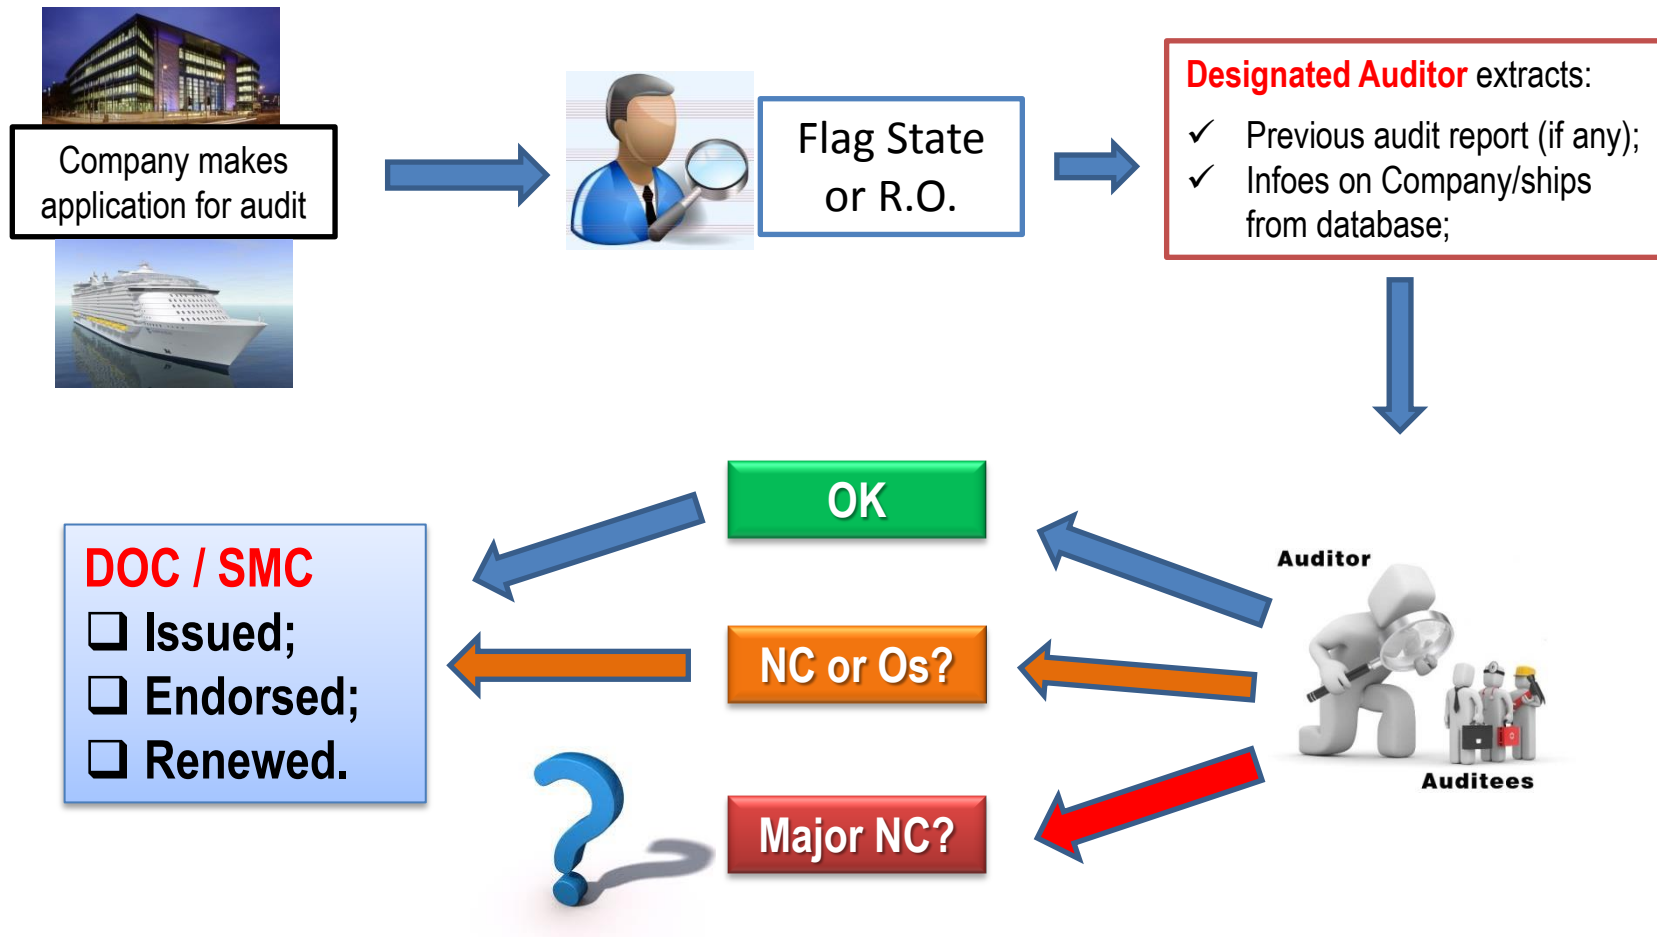 Company makes
application for audit
Flag State
or R.O.
Designated Auditor extracts:
✓ Previous audit report (if any);
✓ Infoes on Company/ships
from database;
OK
DOC / SMC
❑ Issued;
❑ Endorsed;
❑ Renewed.
NC or Os?
Major NC?
Auditor
Auditees